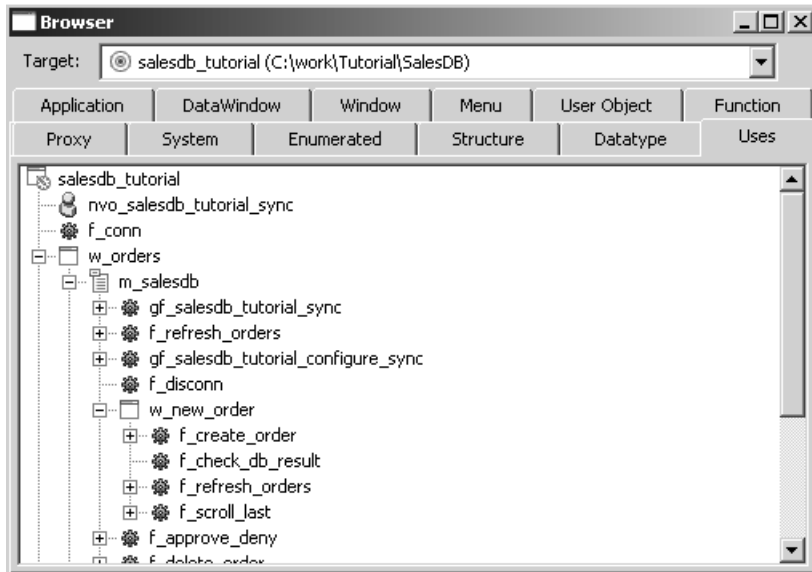 Browser
Target: salesdb_tutorial (C:\work\Tutorial\SalesDB)
Application DataWindow Window Menu User Object Function
Proxy System Enumerated Structure Datatype Uses
salesdb_tutorial
nvo_salesdb_tutorial_sync
f_conn
w_orders
m_salesdb
gf_salesdb_tutorial_sync
f_refresh_orders
gf_salesdb_tutorial_configure_sync
f_disconn
w_new_order
f_create_order
f_check_db_result
f_refresh_orders
f_scroll_last
f_approve_deny
f_delete_order